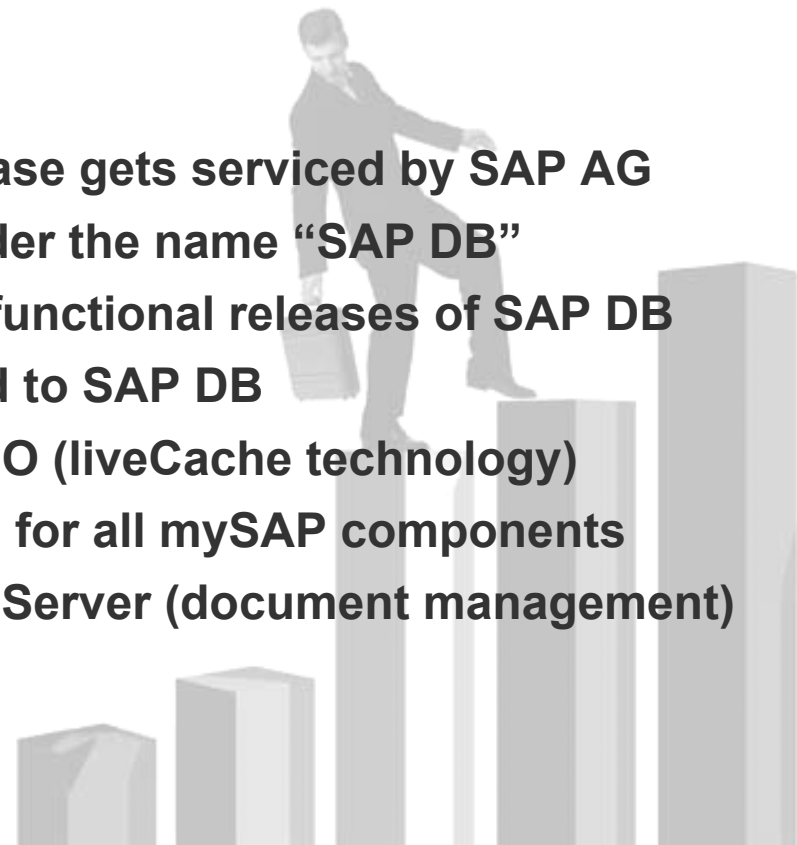 ase gets serviced by SAP AG
der the name “SAP DB”
functional releases of SAP DB
d to SAP DB
O (liveCache technology)
for all mySAP components
Server (document management)